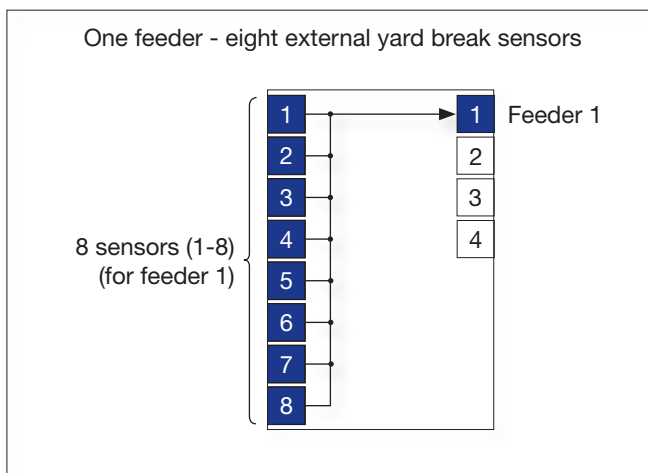 One feeder - eight external yard break sensors
1 1 Feeder 1
2 2
3 3
8 sensors (1-8)
(for feeder 1)
4 4
5
6
7
8